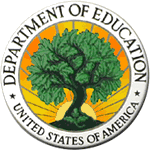 DEPARTMENT OF EDUCATION
UNITED STATES OF AMERICA